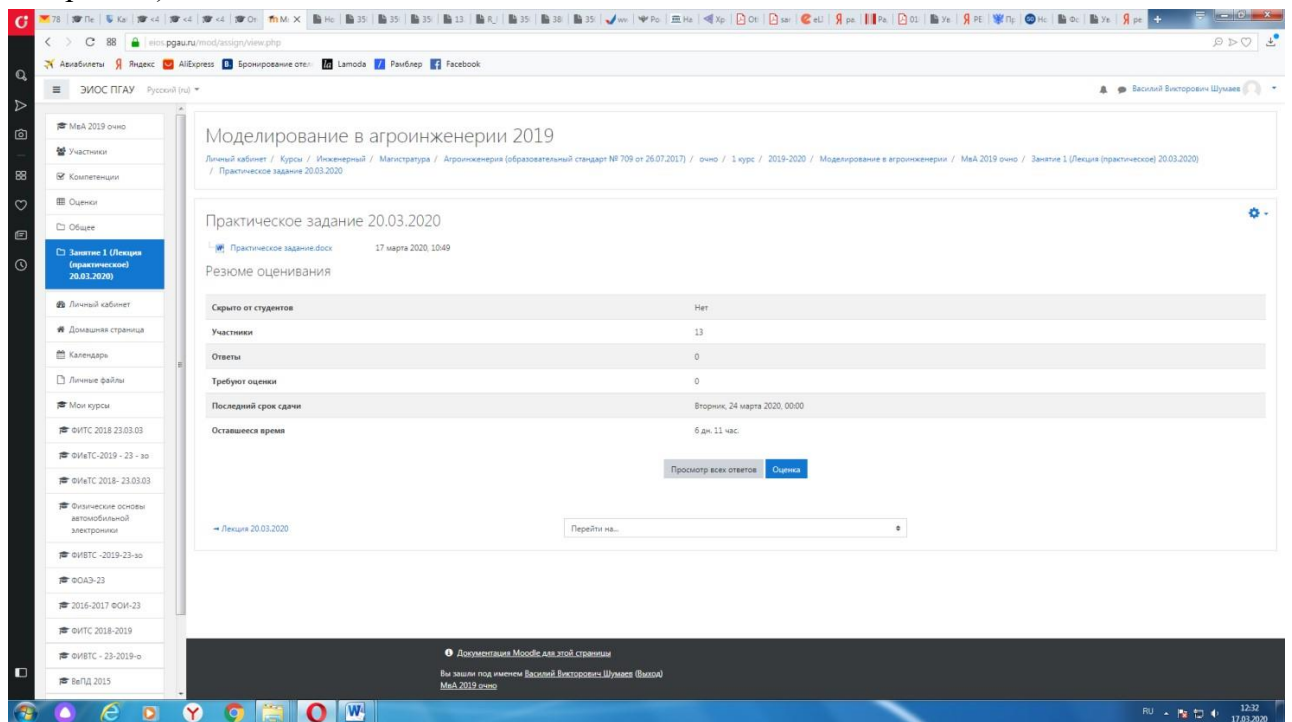 eios.pgau.ru/mod/assign/view.php
Авиабилеты Яндекс AliExpress Бронирование отел Lamoda Рамблер Facebook
ЭИОС ПГАУ Русский (ru)
Василий Викторович Шумаев
МвА 2019 очно
Участники
Компетенции
Оценки
Общее
Занятие 1 (Лекция
(практическое)
20.03.2020)
Личный кабинет
Домашняя страница
Календарь
Личные файлы
Мои курсы
ФИТС 2018 23.03.03
ФИвТС-2019 - 23 - зо
ФИвТС 2018- 23.03.03
Физические основы
автомобильной
электроники
ФИВТС -2019-23-зо
ФОАЭ-23
2016-2017 ФОИ-23
ФИТС 2018-2019
ФИВТС - 23-2019-о
ВвПД 2015
Моделирование в агроинженерии 2019
Личный кабинет / Курсы / Инженерный / Магистратура / Агроинженерия (образовательный стандарт № 709 от 26.07.2017) / очно / 1 курс / 2019-2020 / Моделирование в агроинженерии / МвА 2019 очно / Занятие 1 (Лекция (практическое) 20.03.2020)
/ Практическое задание 20.03.2020
Практическое задание 20.03.2020
Практическое задание.docx 17 марта 2020, 10:49
Резюме оценивания
Скрыто от студентов Нет
Участники 13
Ответы 0
Требуют оценки 0
Последний срок сдачи Вторник, 24 марта 2020, 00:00
Оставшееся время 6 дн. 11 час.
Просмотр всех ответов Оценка
→ Лекция 20.03.2020 Перейти на...
Документация Moodle для этой страницы
Вы зашли под именем Василий Викторович Шумаев (Выход)
МвА 2019 очно
RU 12:32
17.03.2020